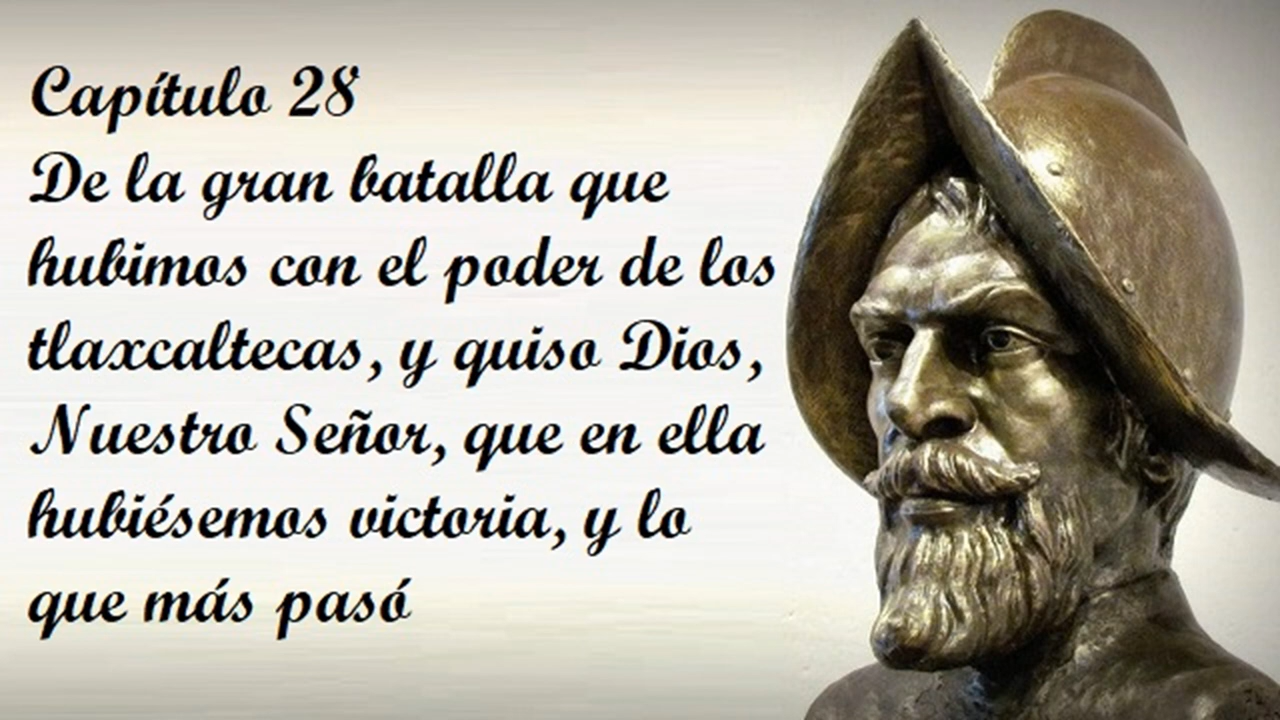 Capítulo 28
De la gran batalla que
hubimos con el poder de los
tlaxcaltecas, y quiso Dios,
Nuestro Señor, que en ella
hubiésemos victoria, y lo
que más pasó